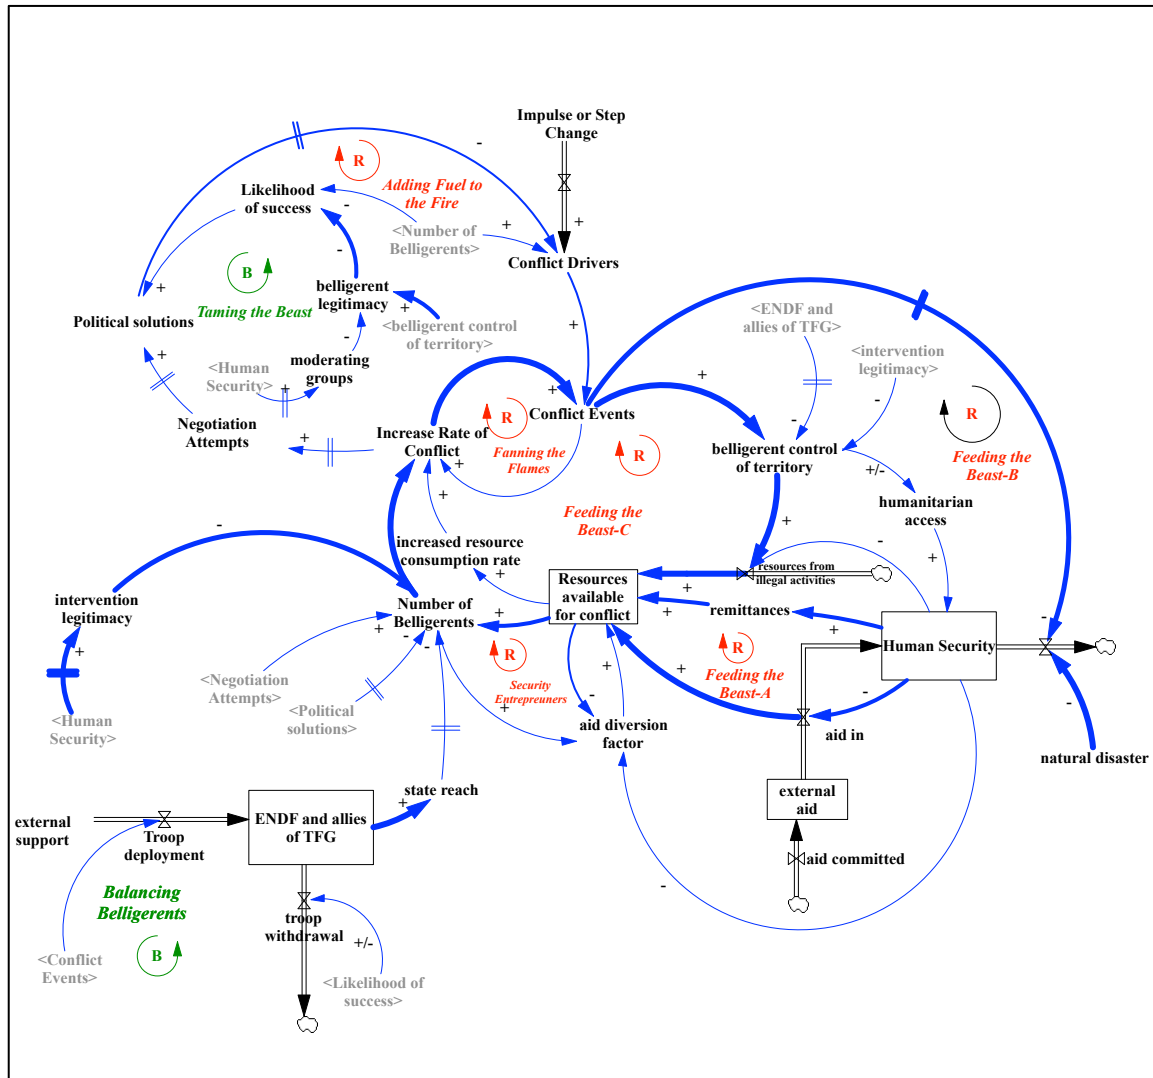 Impulse or Step
Change
-
R
Adding Fuel to
the Fire
Likelihood
of success
-
+
+
<Number of
Belligerents>
Conflict Drivers
B
Taming the Beast
-
belligerent
legitimacy
+
+
Political solutions
+
<belligerent control
of territory>
-
moderating
groups
<Human
Security>
+
+
Negotiation
Attempts
+
Increase Rate of
Conflict
+
R
Fanning the
Flames
+
+
Conflict Events
R
Feeding the
Beast-C
+
<ENDF and
allies of TFG>
-
<intervention
legitimacy>
-
belligerent control
of territory
+/-
-
R
Feeding the
Beast-B
humanitarian
access
+
+
-
increased resource
consumption rate
+
Resources
available
for conflict
+
resources from
illegal activities
+
remittances
+
Human Security
-
-
natural disaster
-
intervention
legitimacy
+
<Human
Security>
Number of
Belligerents
+
+
-
-
<Negotiation
Attempts>
<Political
solutions>
R
Security
Entrepreuners
+
-
+
aid diversion
factor
R
Feeding the
Beast-A
+
-
aid in
external
aid
aid committed
-
state reach
+
ENDF and allies
of TFG
external
support
+
Troop
deployment
Balancing
Belligerents
B
<Conflict
Events>
troop
withdrawal
+/-
<Likelihood of
success>